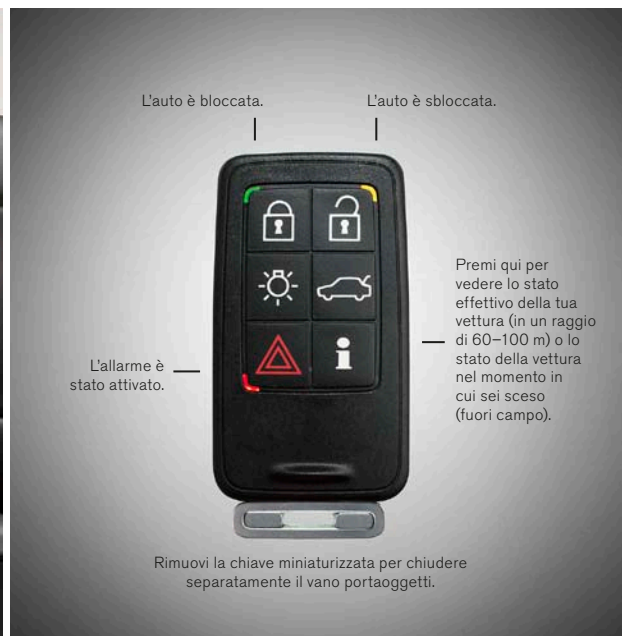 L'auto è bloccata.
L'auto è sbloccata.
Premi qui per
vedere lo stato
effettivo della tua
vettura (in un raggio
di 60–100 m) o lo
stato della vettura
nel momento in
cui sei sceso
(fuori campo).
L'allarme è
stato attivato.
Rimuovi la chiave miniaturizzata per chiudere
separatamente il vano portaoggetti.